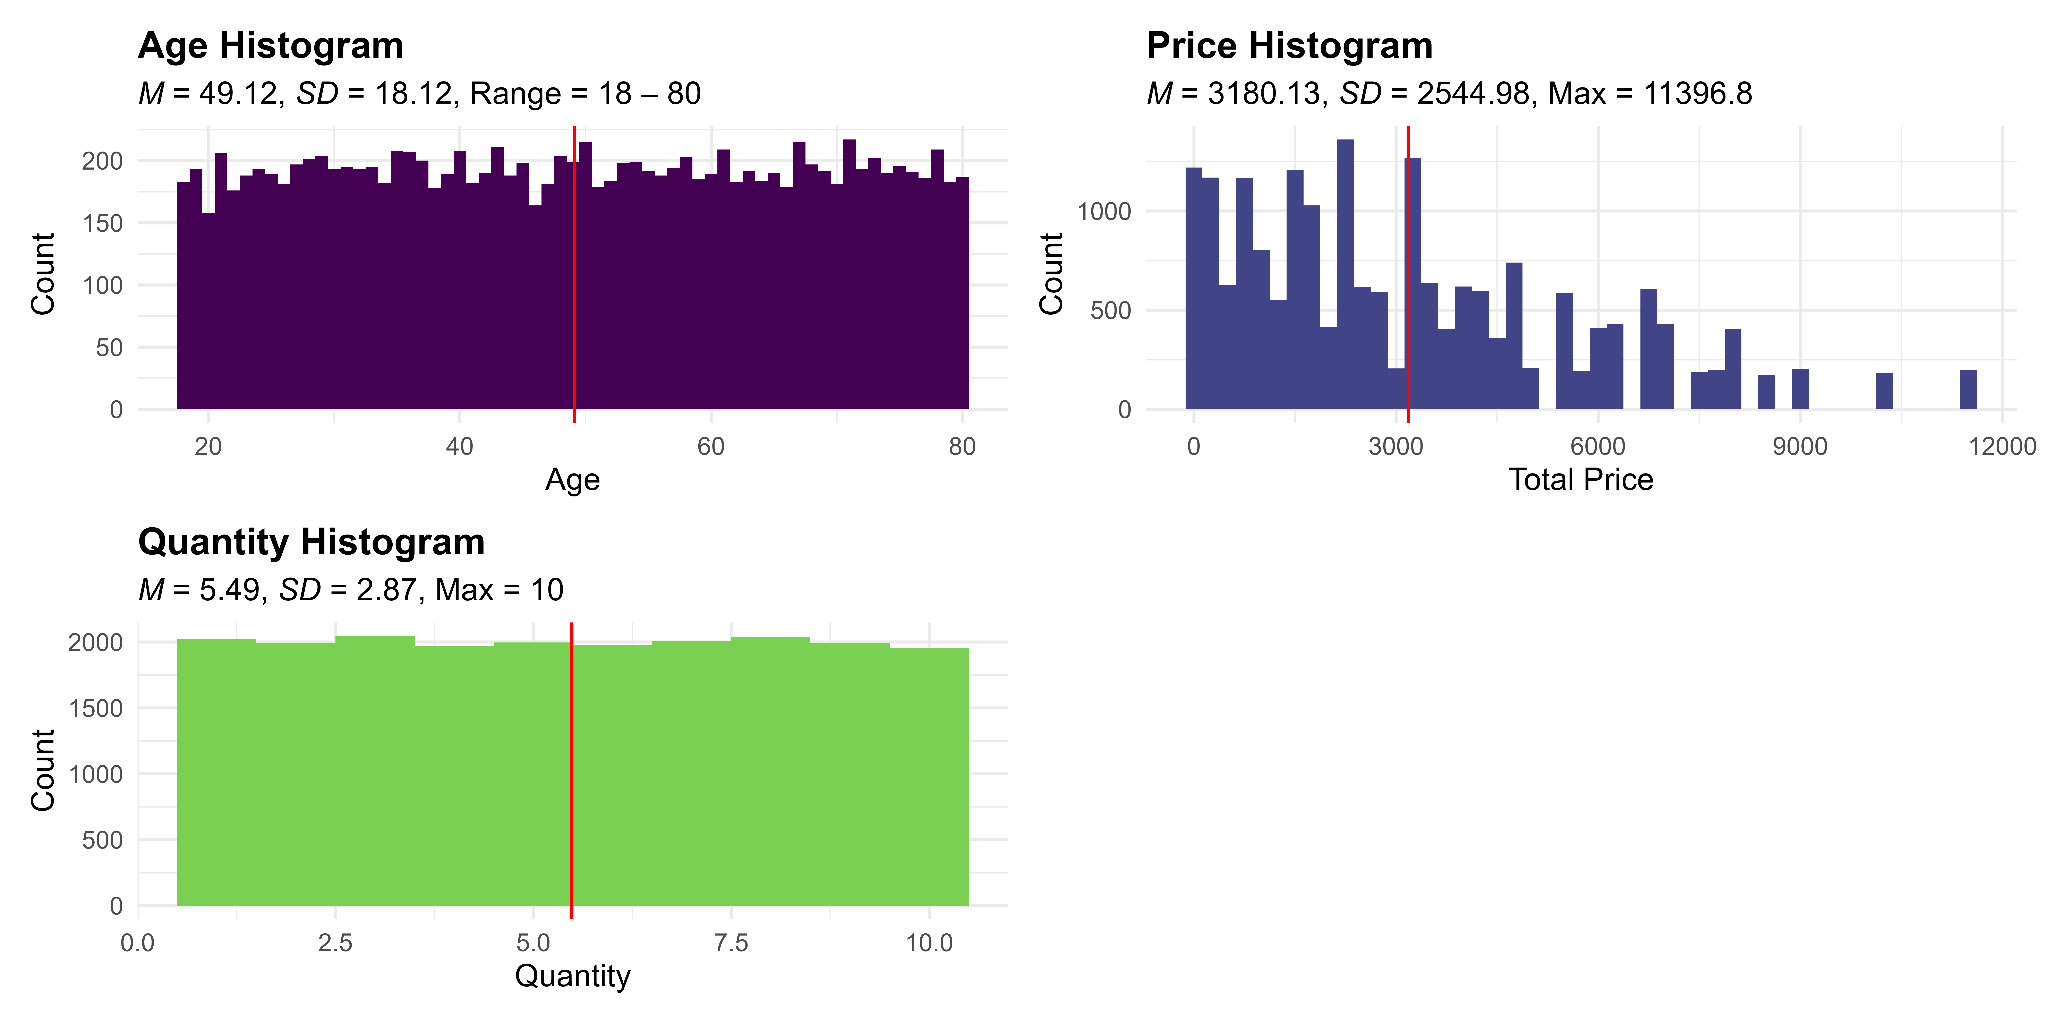 Age Histogram
M = 49.12, SD = 18.12, Range = 18 – 80
200
150
100
50
0
Count
20 40 60 80
Age
Price Histogram
M = 3180.13, SD = 2544.98, Max = 11396.8
1000
500
0
Count
0 3000 6000 9000 12000
Total Price
Quantity Histogram
M = 5.49, SD = 2.87, Max = 10
2000
1500
1000
500
0
Count
0.0 2.5 5.0 7.5 10.0
Quantity